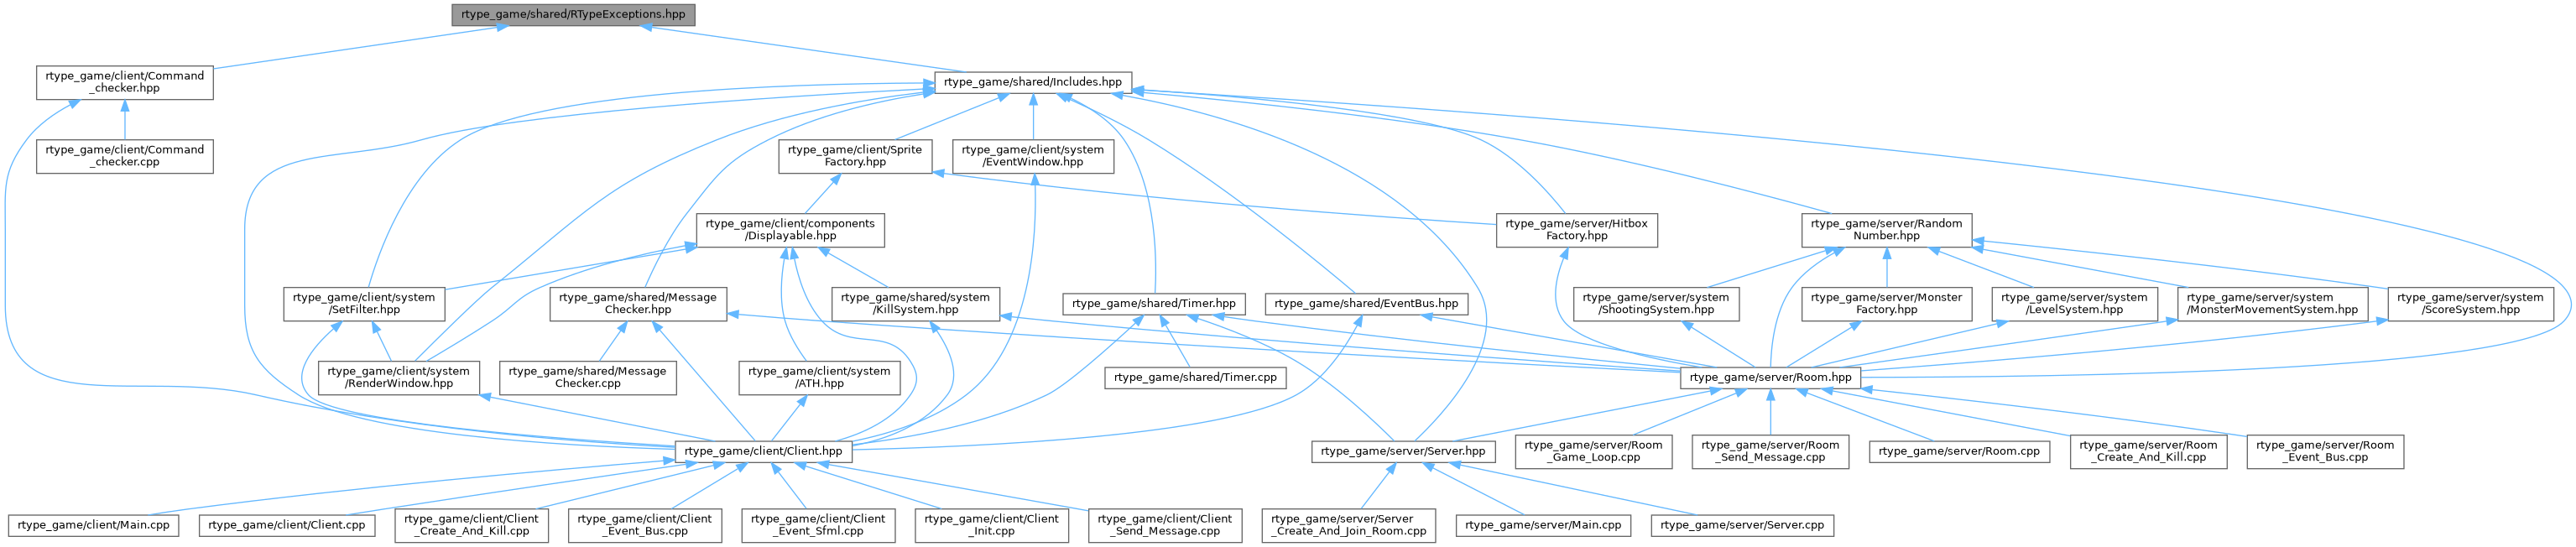 rtype_game/shared/RTypeExceptions.hpp
rtype_game/client/Command
_checker.hpp
rtype_game/shared/Includes.hpp
rtype_game/client/Command
_checker.cpp
rtype_game/client/Sprite
Factory.hpp
rtype_game/client/system
/EventWindow.hpp
rtype_game/client/components
/Displayable.hpp
rtype_game/server/Hitbox
Factory.hpp
rtype_game/server/Random
Number.hpp
rtype_game/client/system
/SetFilter.hpp
rtype_game/shared/Message
Checker.hpp
rtype_game/shared/system
/KillSystem.hpp
rtype_game/shared/Timer.hpp
rtype_game/shared/EventBus.hpp
rtype_game/server/system
/ShootingSystem.hpp
rtype_game/server/Monster
Factory.hpp
rtype_game/server/system
/LevelSystem.hpp
rtype_game/server/system
/MonsterMovementSystem.hpp
rtype_game/server/system
/ScoreSystem.hpp
rtype_game/client/system
/RenderWindow.hpp
rtype_game/shared/Message
Checker.cpp
rtype_game/client/system
/ATH.hpp
rtype_game/shared/Timer.cpp
rtype_game/server/Room.hpp
rtype_game/client/Client.hpp
rtype_game/server/Server.hpp
rtype_game/server/Room
_Game_Loop.cpp
rtype_game/server/Room
_Send_Message.cpp
rtype_game/server/Room.cpp
rtype_game/server/Room
_Create_And_Kill.cpp
rtype_game/server/Room
_Event_Bus.cpp
rtype_game/client/Main.cpp
rtype_game/client/Client.cpp
rtype_game/client/Client
_Create_And_Kill.cpp
rtype_game/client/Client
_Event_Bus.cpp
rtype_game/client/Client
_Event_Sfml.cpp
rtype_game/client/Client
_Init.cpp
rtype_game/client/Client
_Send_Message.cpp
rtype_game/server/Server
_Create_And_Join_Room.cpp
rtype_game/server/Main.cpp
rtype_game/server/Server.cpp